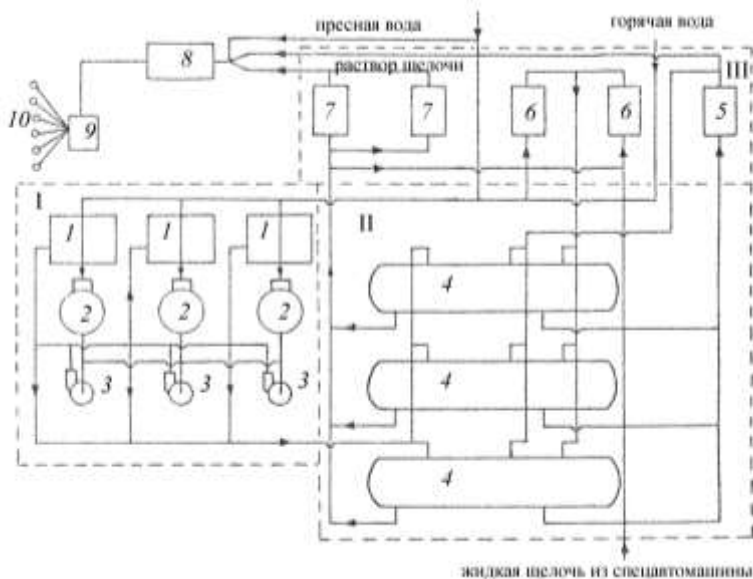 пресная вода
горячая вода
8
раствор щелочи
III
10
9
7
7
6
6
5
I
II
1
1
1
4
2
2
2
4
3
3
3
4
жидкая щелочь из спецавтомашины